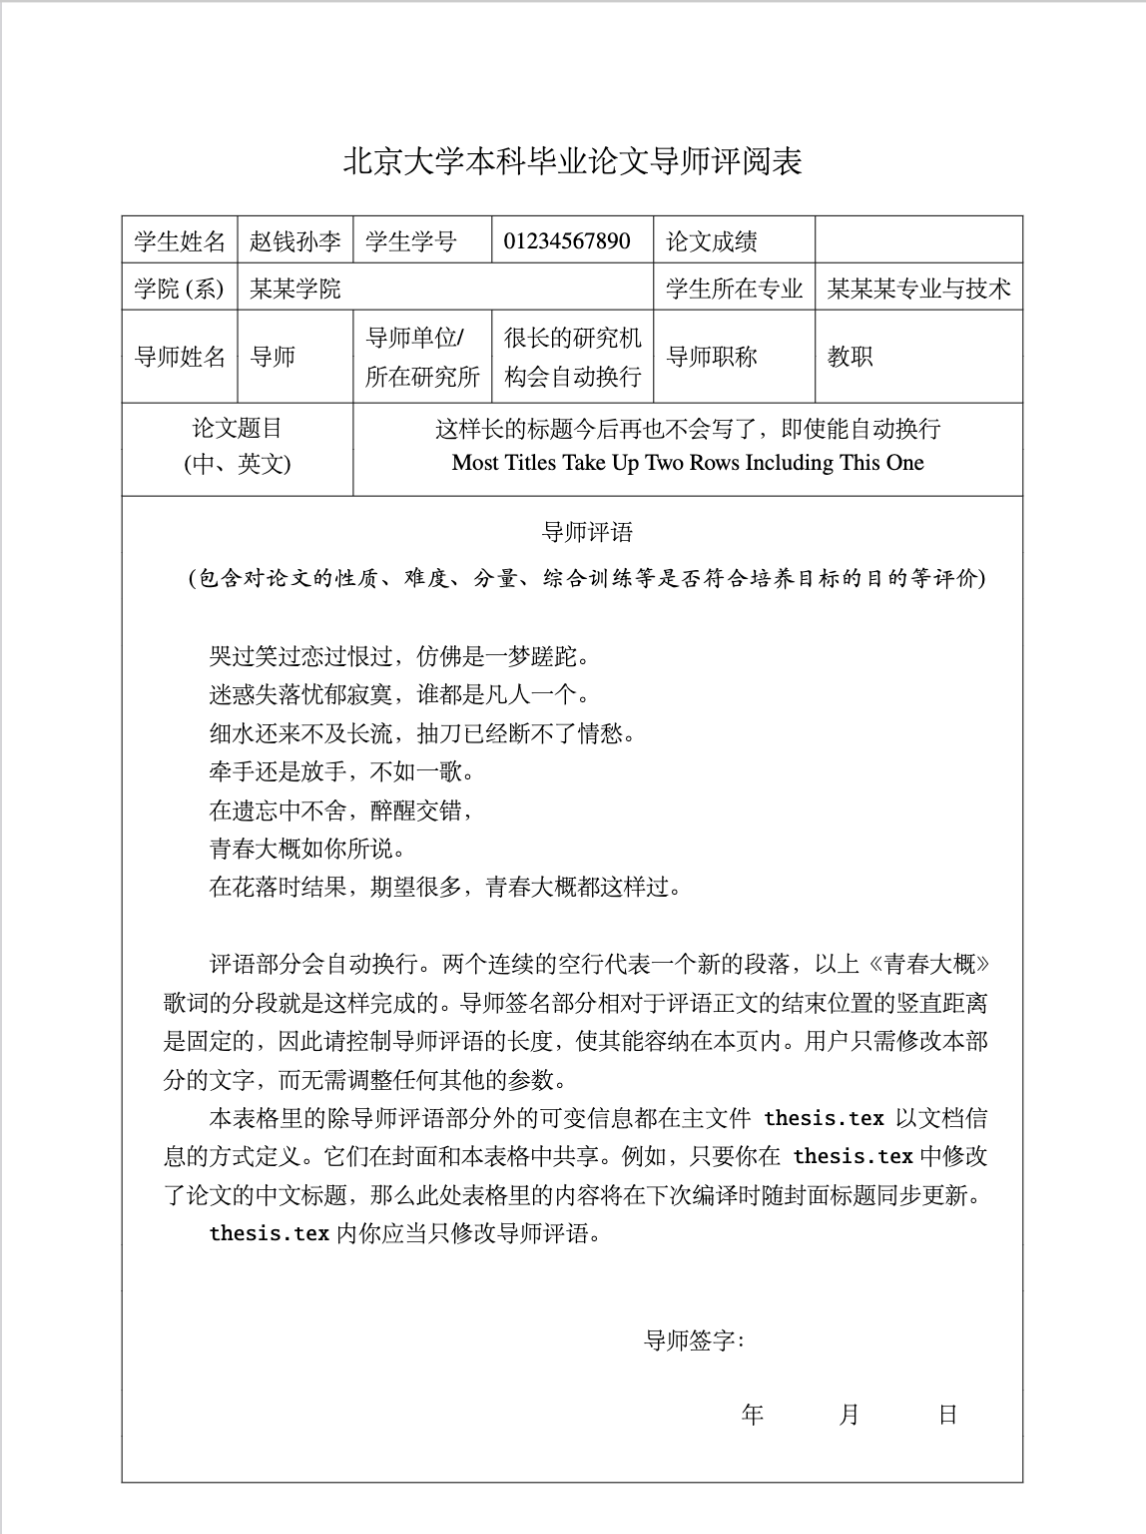 北京大学本科毕业论文导师评阅表
学生姓名 赵钱孙李 学生学号 01234567890 论文成绩
学院 (系) 某某学院 学生所在专业 某某某专业与技术
导师姓名 导师 导师单位/ 所在研究所 很长的研究机 构会自动换行 导师职称 教职
论文题目
(中、英文)
这样长的标题今后再也不会写了，即使能自动换行
Most Titles Take Up Two Rows Including This One
导师评语
(包含对论文的性质、难度、分量、综合训练等是否符合培养目标的目的等评价)
哭过笑过恋过恨过，仿佛是一梦蹉跎。
迷惑失落忧郁寂寞，谁都是凡人一个。
细水还来不及长流，抽刀已经断不了情愁。
牵手还是放手，不如一歌。
在遗忘中不舍，醉醒交错，
青春大概如你所说。
在花落时结果，期望很多，青春大概都这样过。
评语部分会自动换行。两个连续的空行代表一个新的段落，以上《青春大概》
歌词的分段就是这样完成的。导师签名部分相对于评语正文的结束位置的竖直距离
是固定的，因此请控制导师评语的长度，使其能容纳在本页内。用户只需修改本部
分的文字，而无需调整任何其他的参数。
本表格里的除导师评语部分外的可变信息都在主文件 thesis.tex 以文档信
息的方式定义。它们在封面和本表格中共享。例如，只要你在 thesis.tex 中修改
了论文的中文标题，那么此处表格里的内容将在下次编译时随封面标题同步更新。
thesis.tex 内你应当只修改导师评语。
导师签字：
年 月 日